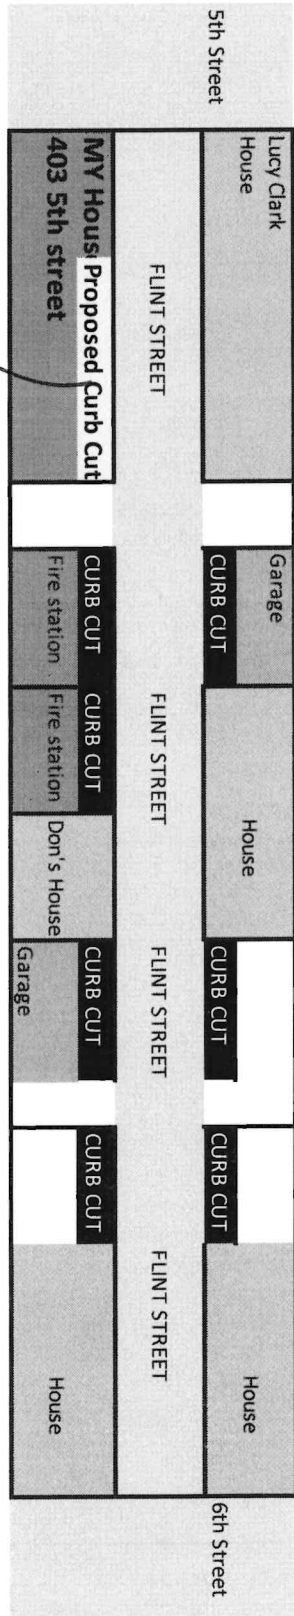 5th Street
Lucy Clark
House
Garage
CURB CUT
House
CURB CUT
CURB CUT
House
6th Street
FLINT STREET
FLINT STREET
FLINT STREET
FLINT STREET
MY Hous
Proposed Curb Cut
403 5th street
CURB CUT
Fire station
CURB CUT
Fire station
Don's House
CURB CUT
Garage
CURB CUT
House